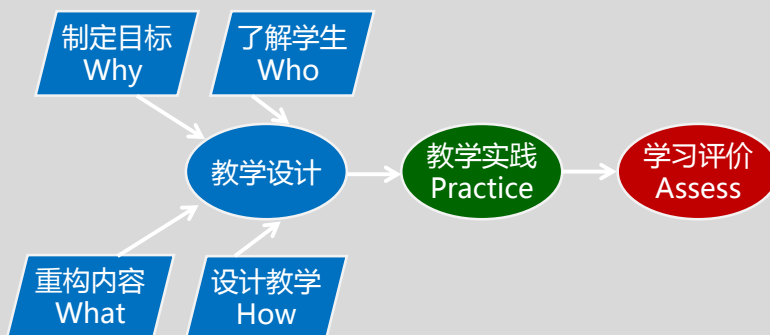 制定目标
Why
了解学生
Who
教学设计
教学实践
Practice
学习评价
Assess
重构内容
What
设计教学
How